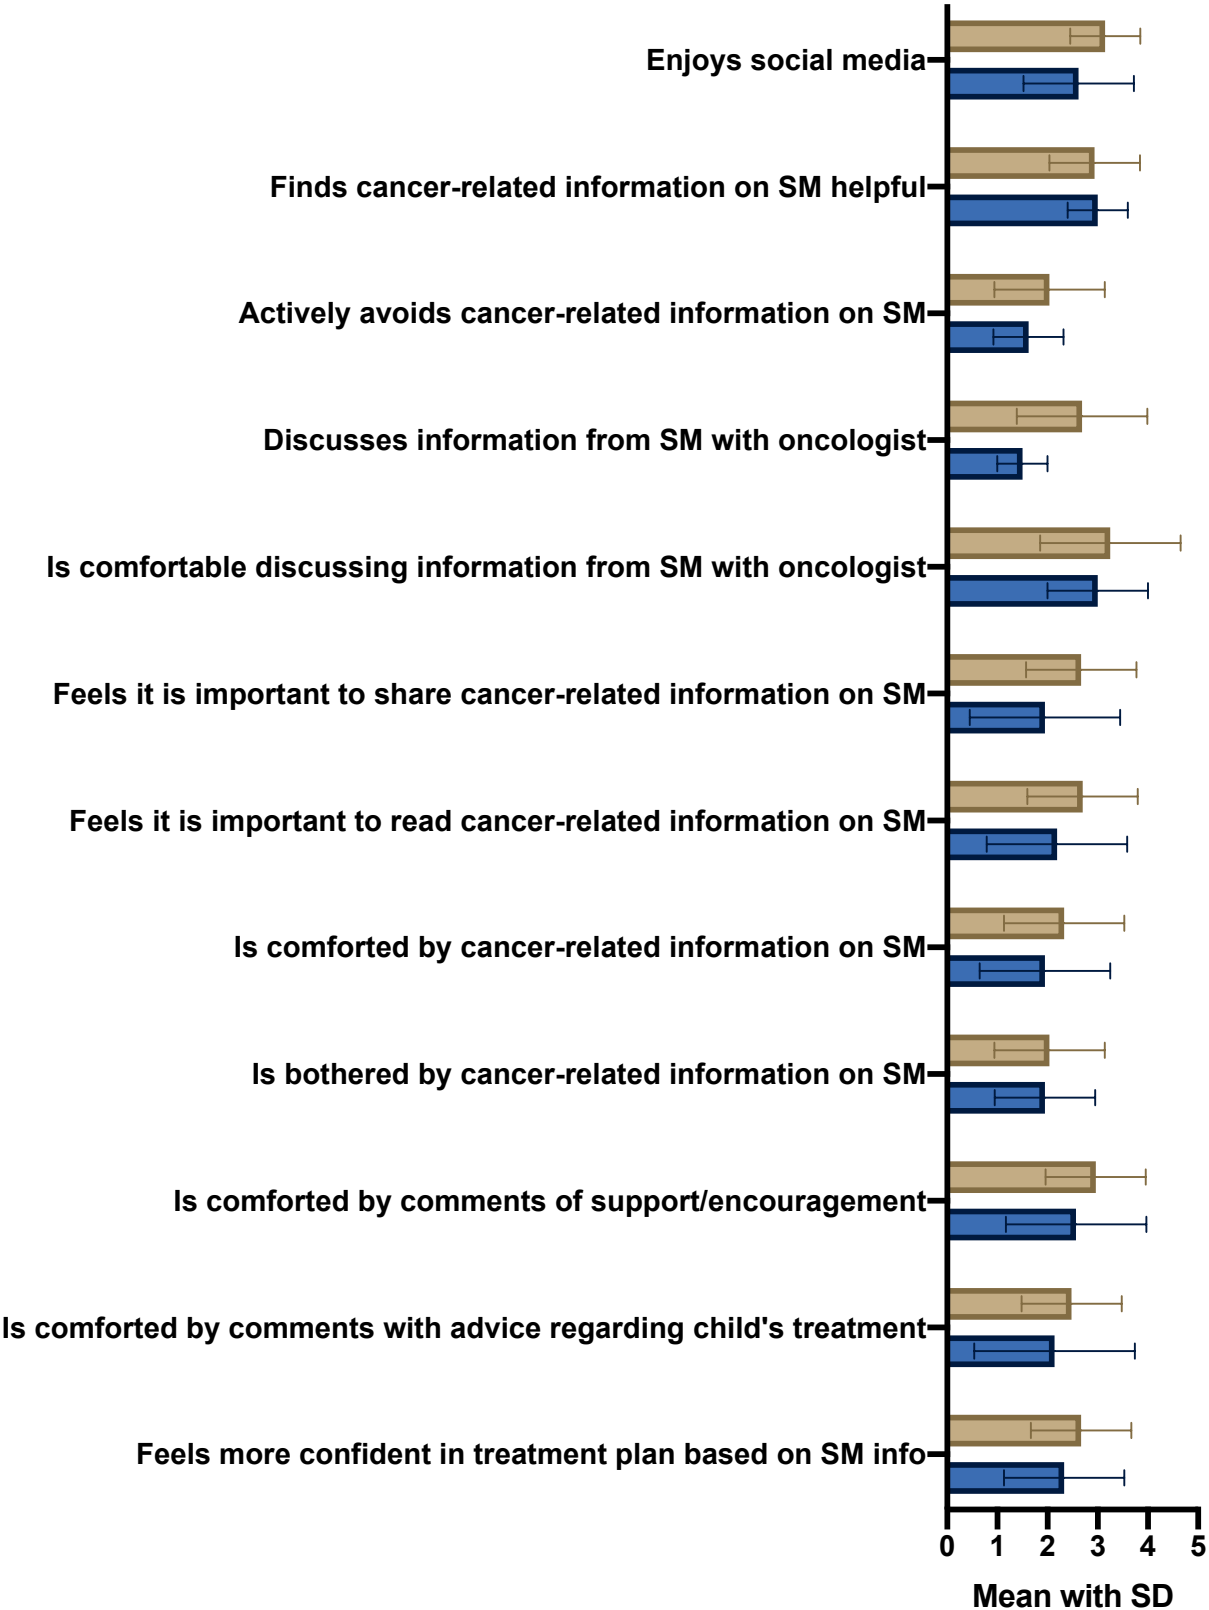 Enjoys social media
Finds cancer-related information on SM helpful
Actively avoids cancer-related information on SM
Discusses information from SM with oncologist
Is comfortable discussing information from SM with oncologist
Feels it is important to share cancer-related information on SM
Feels it is important to read cancer-related information on SM
Is comforted by cancer-related information on SM
Is bothered by cancer-related information on SM
Is comforted by comments of support/encouragement
Is comforted by comments with advice regarding child's treatment
Feels more confident in treatment plan based on SM info
0 1 2 3 4 5
Mean with SD